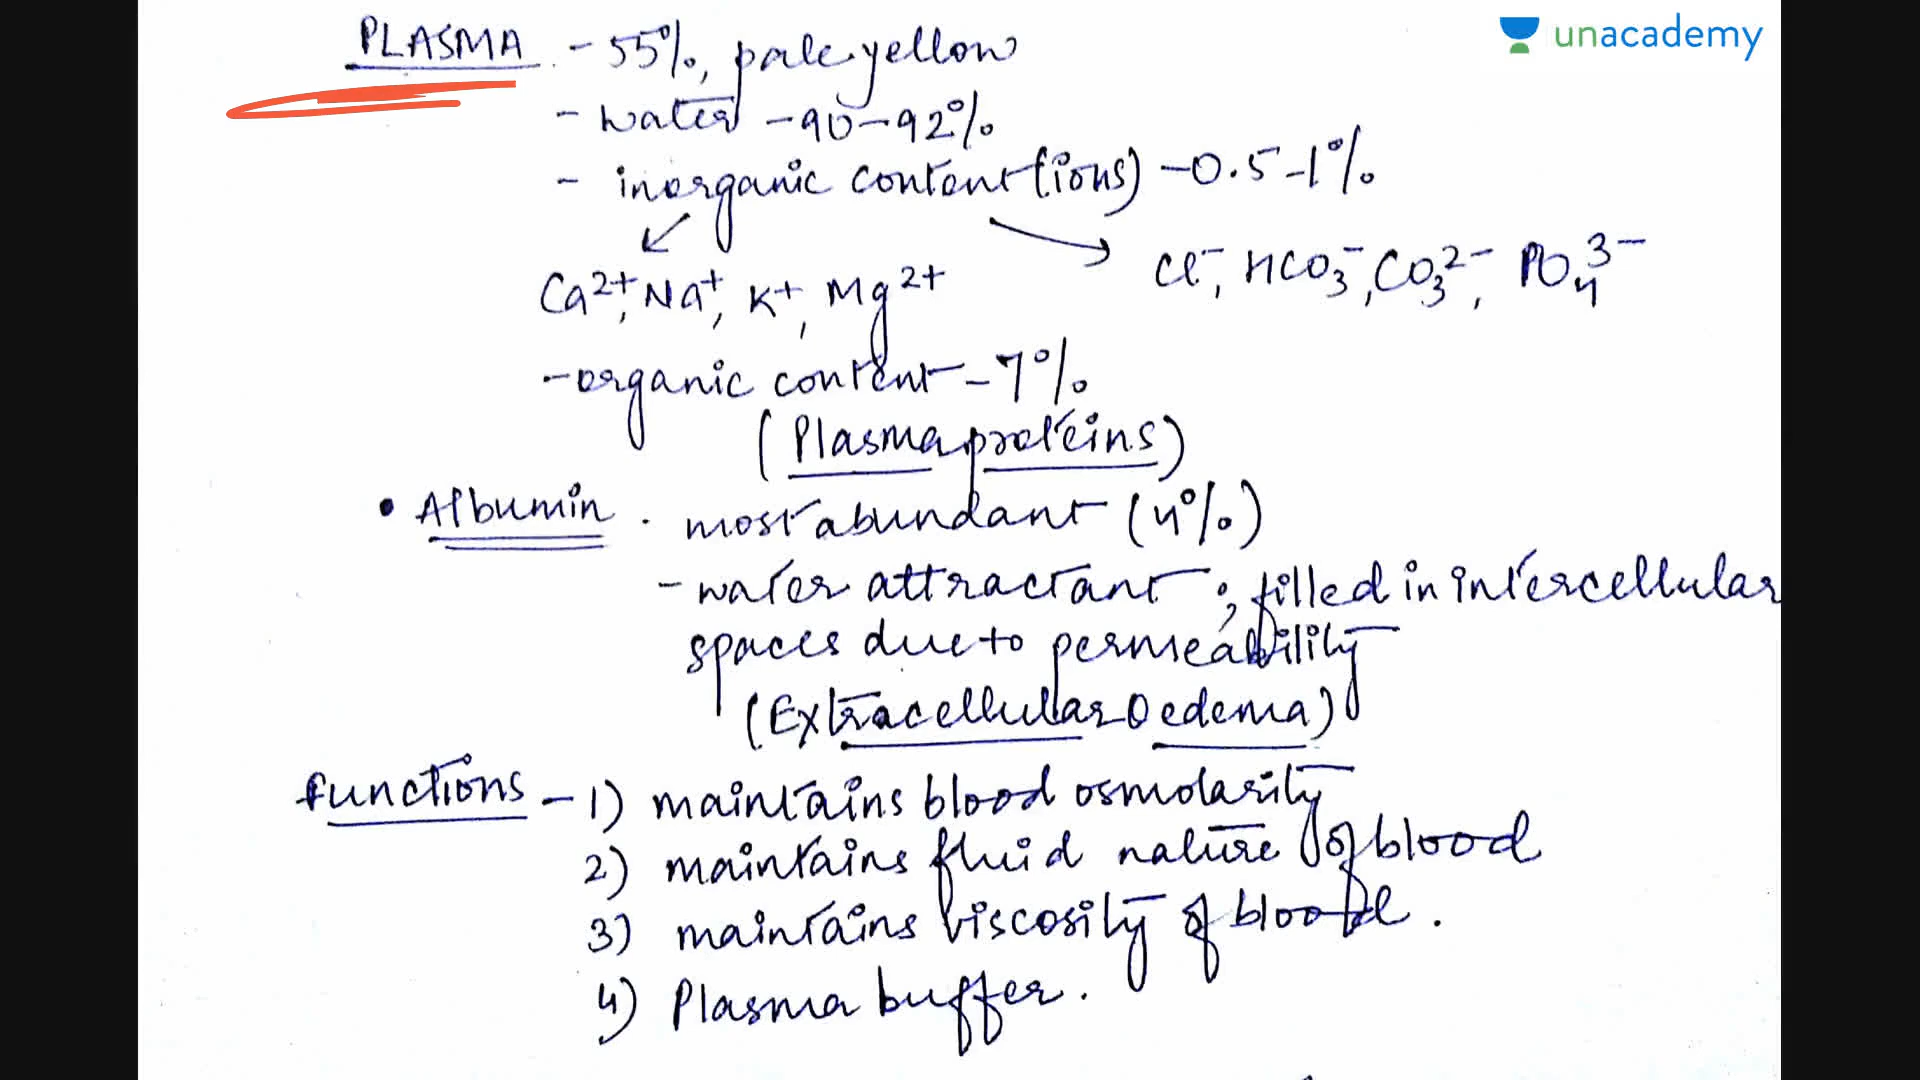 unacademy
PLASMA - 55%, pale yellow
- water - 90-92%
- inorganic content (ions) - 0.5-1%
Ca²⁺, Na⁺, K⁺, Mg²⁺
Cl⁻, HCO₃⁻, CO₃²⁻, PO₄³⁻
- organic content - 7%
(Plasma proteins)
• Albumin . most abundant (4%)
- water attractant ; filled in intercellular
spaces due to permeability
(Extracellular Oedema)
functions - 1) maintains blood osmolarity
2) maintains fluid nature of blood
3) maintains viscosity of blood.
4) Plasma buffer.